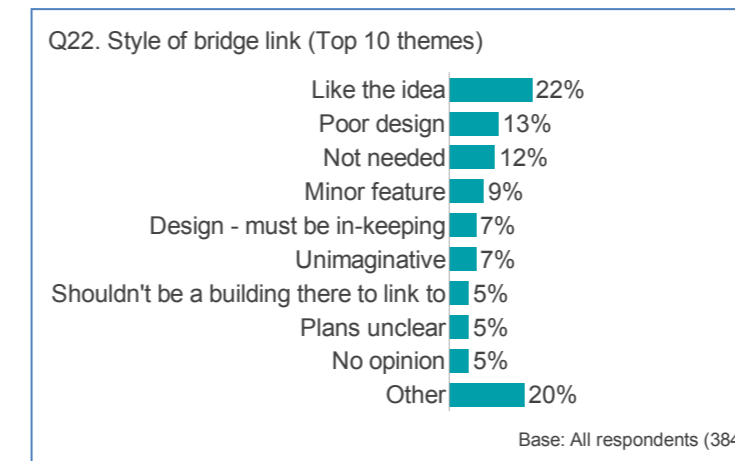 Q22. Style of bridge link (Top 10 themes)
Like the idea 22%
Poor design 13%
Not needed 12%
Minor feature 9%
Design - must be in-keeping 7%
Unimaginative 7%
Shouldn't be a building there to link to 5%
Plans unclear 5%
No opinion 5%
Other 20%
Base: All respondents (384